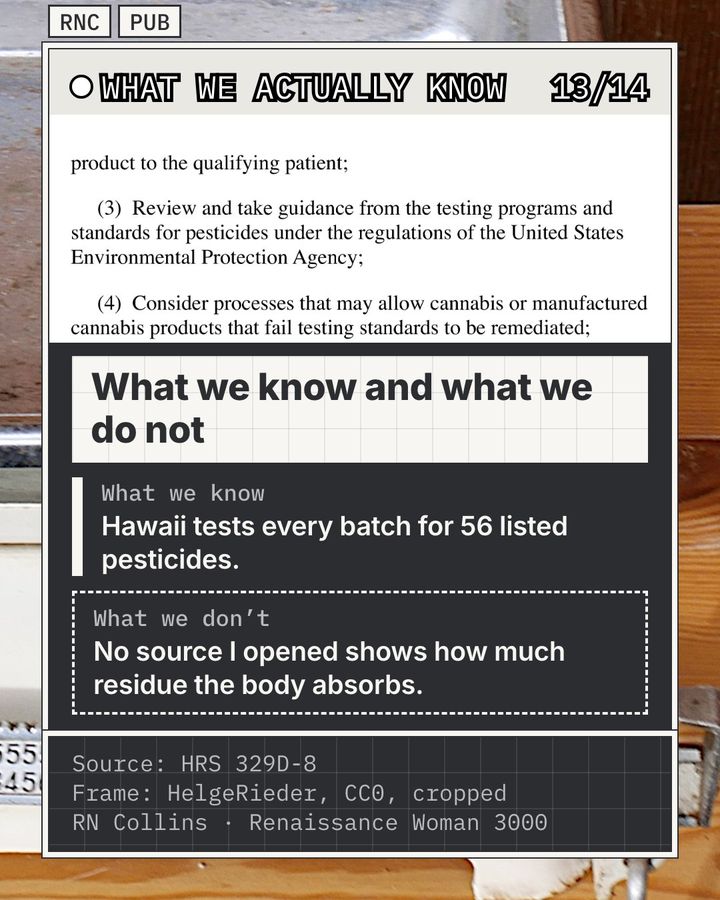 RNC PUB
WHAT WE ACTUALLY KNOW 13/14
product to the qualifying patient;
(3) Review and take guidance from the testing programs and
standards for pesticides under the regulations of the United States
Environmental Protection Agency;
(4) Consider processes that may allow cannabis or manufactured
cannabis products that fail testing standards to be remediated;
What we know and what we
do not
What we know
Hawaii tests every batch for 56 listed
pesticides.
What we don’t
No source I opened shows how much
residue the body absorbs.
Source: HRS 329D-8
Frame: HelgeRieder, CC0, cropped
RN Collins · Renaissance Woman 3000